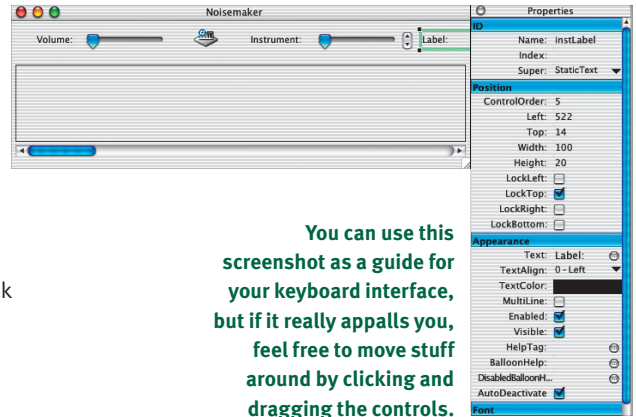 Noisemaker
Volume:
Instrument:
Label:
Properties
ID
Name: instLabel
Index:
Super: StaticText
Position
ControlOrder: 5
Left: 522
Top: 14
Width: 100
Height: 20
LockLeft:
LockTop:
LockRight:
LockBottom:
Appearance
Text: Label:
TextAlign: 0 - Left
TextColor:
MultiLine:
Enabled:
Visible:
HelpTag:
BalloonHelp:
DisabledBalloonH...
AutoDeactivate
Font
k
You can use this
screenshot as a guide for
your keyboard interface,
but if it really appalls you,
feel free to move stuff
around by clicking and
dragging the controls.